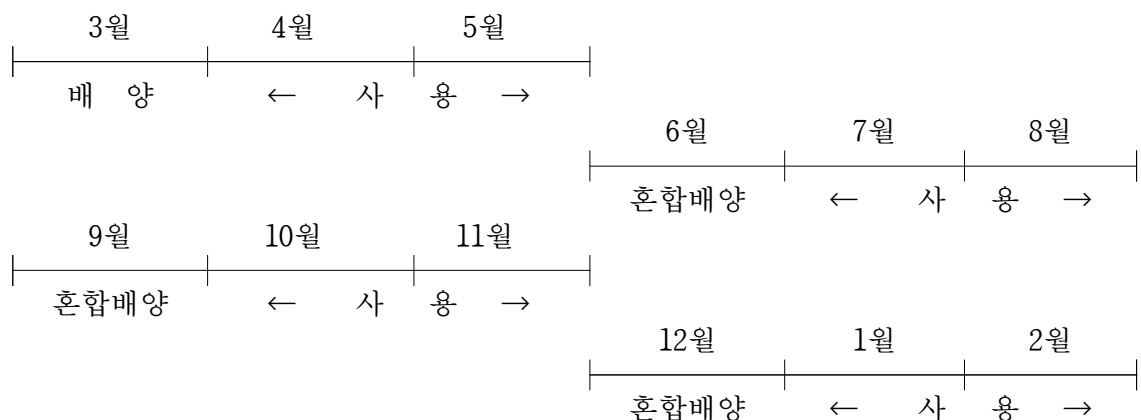 3월 4월 5월
배 양 ← 사 용 →
6월 7월 8월
혼합배양 ← 사 용 →
9월 10월 11월
혼합배양 ← 사 용 →
12월 1월 2월
혼합배양 ← 사 용 →